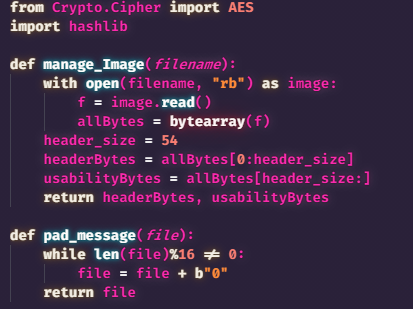 from Crypto.Cipher import AES
import hashlib

def manage_Image(filename):
    with open(filename, "rb") as image:
        f = image.read()
        allBytes = bytearray(f)
    header_size = 54
    headerBytes = allBytes[0:header_size]
    usabilityBytes = allBytes[header_size:]
    return headerBytes, usabilityBytes

def pad_message(file):
    while len(file)%16 != 0:
        file = file + b"0"
    return file